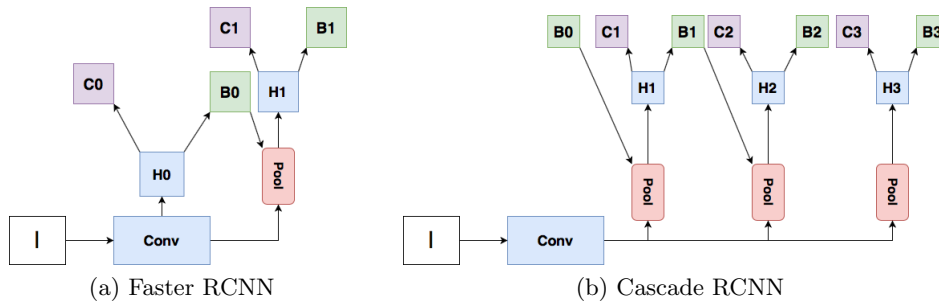 C1 B1
C0 B0 H1
H0 Pool
I Conv
(a) Faster RCNN
B0 C1 B1 C2 B2 C3 B3
H1 H2 H3
Pool Pool Pool
I Conv
(b) Cascade RCNN